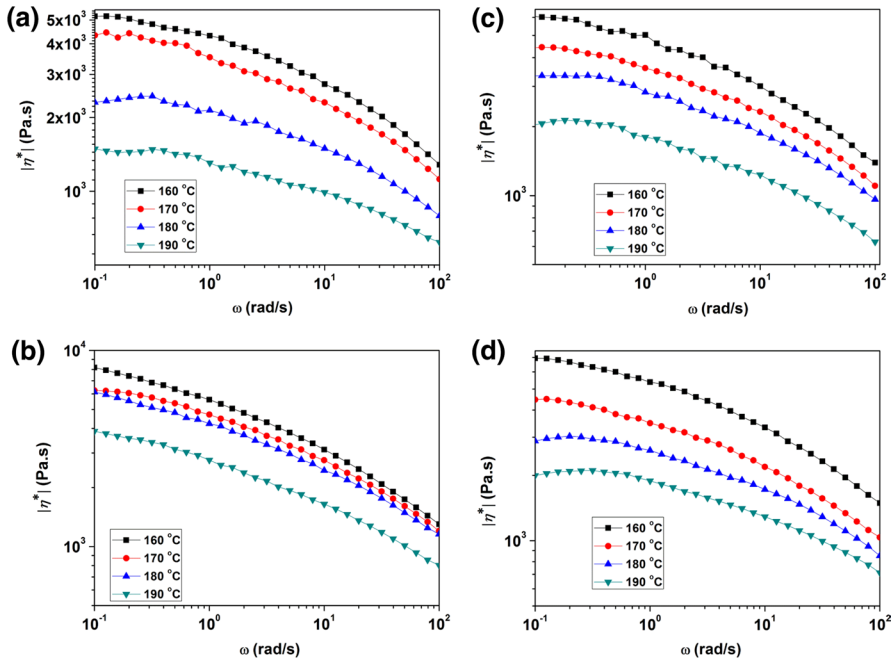 (a)
5x10³
4x10³
3x10³
2x10³
10³
|η*| (Pa.s)
160 °C
170 °C
180 °C
190 °C
10⁻¹ 10⁰ 10¹ 10²
ω (rad/s)
(c)
10³
|η*| (Pa.s)
160 °C
170 °C
180 °C
190 °C
10⁰ 10¹ 10²
ω (rad/s)
(b)
10⁴
10³
|η*| (Pa.s)
160 °C
170 °C
180 °C
190 °C
10⁻¹ 10⁰ 10¹ 10²
ω (rad/s)
(d)
10³
|η*| (Pa.s)
160 °C
170 °C
180 °C
190 °C
10⁻¹ 10⁰ 10¹ 10²
ω (rad/s)